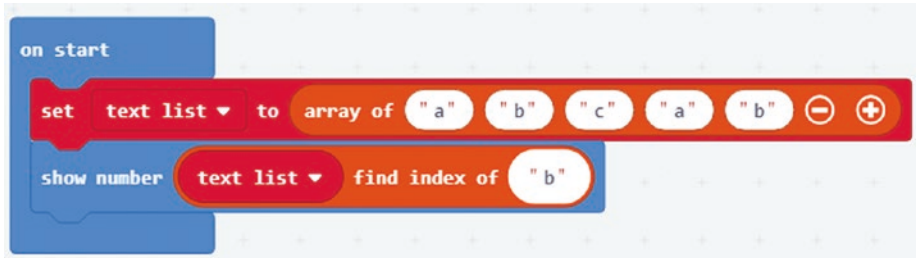 on start
set text list to array of "a" "b" "c" "a" "b"
show number text list find index of "b"